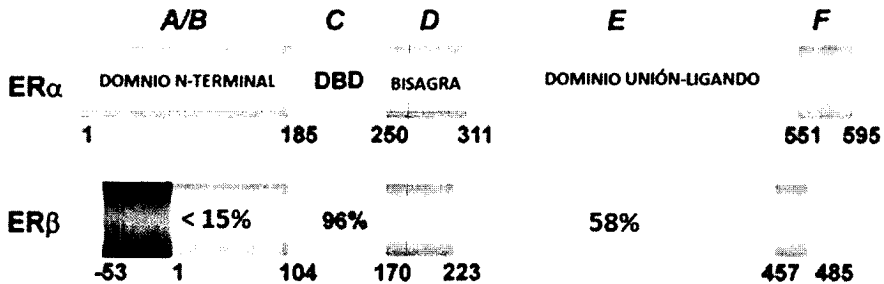 A/B C D E F
ERα DOMNIO N-TERMINAL DBD BISAGRA DOMINIO UNIÓN-LIGANDO
1 185 250 311 551 595
ERβ < 15% 96% 58%
-53 1 104 170 223 457 485